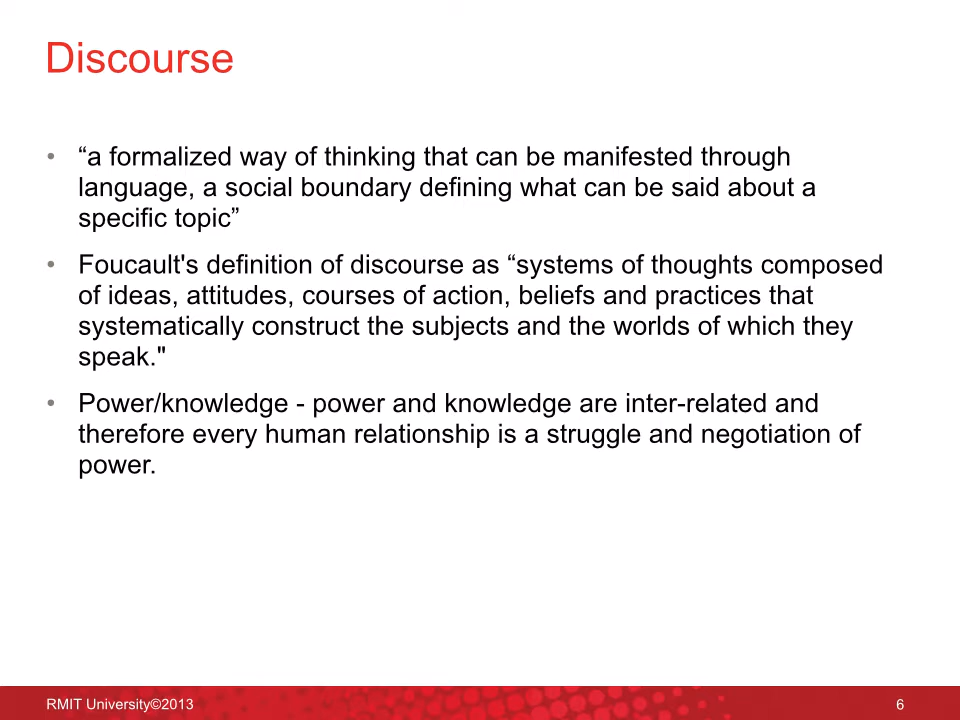 Discourse
• “a formalized way of thinking that can be manifested through
language, a social boundary defining what can be said about a
specific topic”
• Foucault's definition of discourse as “systems of thoughts composed
of ideas, attitudes, courses of action, beliefs and practices that
systematically construct the subjects and the worlds of which they
speak."
• Power/knowledge - power and knowledge are inter-related and
therefore every human relationship is a struggle and negotiation of
power.
RMIT University©2013
6